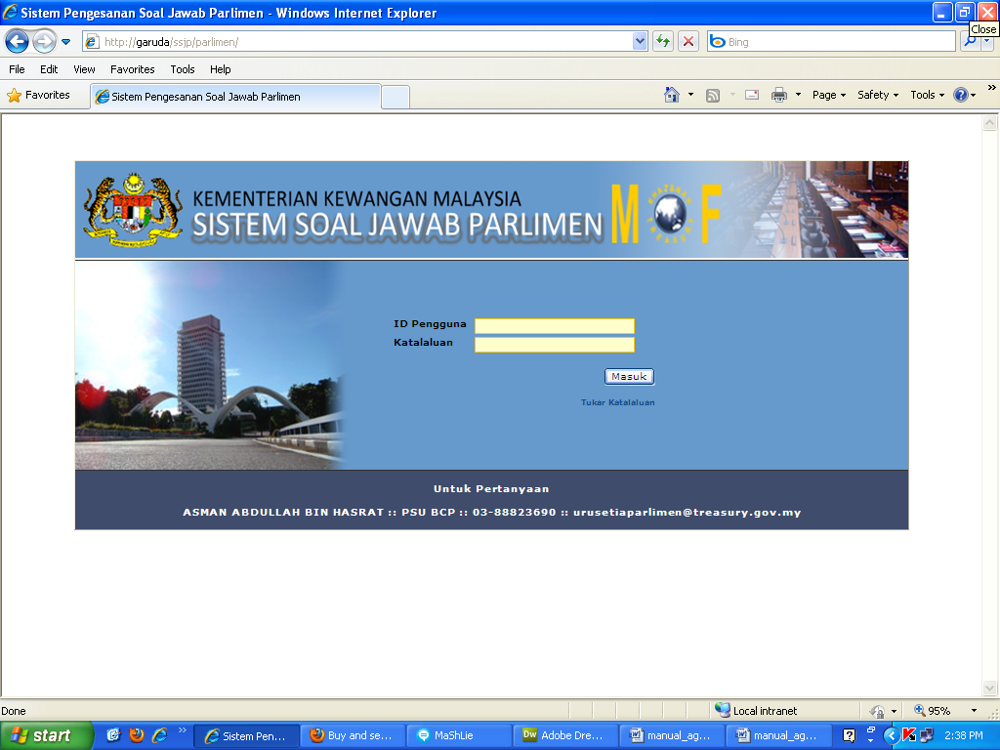 Sistem Pengesanan Soal Jawab Parlimen - Windows Internet Explorer
Close
http://garuda/ssjp/parlimen/
Bing
File Edit View Favorites Tools Help
Favorites
Sistem Pengesanan Soal Jawab Parlimen
Page Safety Tools
KEMENTERIAN KEWANGAN MALAYSIA
SISTEM SOAL JAWAB PARLIMEN
M F
ID Pengguna
Katalaluan
Masuk
Tukar Katalaluan
Untuk Pertanyaan
ASMAN ABDULLAH BIN HASRAT :: PSU BCP :: 03-88823690 :: urusetiaparlimen@treasury.gov.my
Done
Local intranet
95%
start
Sistem Pen...
Buy and se...
MaShLie
Adobe Dre...
manual_ag...
manual_ag...
2:38 PM